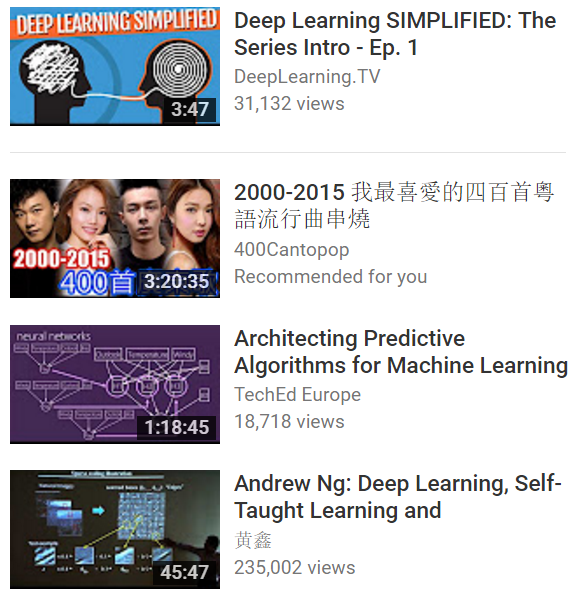 DEEP LEARNING SIMPLIFIED
3:47
Deep Learning SIMPLIFIED: The
Series Intro - Ep. 1
DeepLearning.TV
31,132 views
2000-2015
400首
3:20:35
2000-2015 我最喜愛的四百首粵
語流行曲串燒
400Cantopop
Recommended for you
neural networks
Outlook Temperature Windy
1:18:45
Architecting Predictive
Algorithms for Machine Learning
TechEd Europe
18,718 views
45:47
Andrew Ng: Deep Learning, Self-
Taught Learning and
黃鑫
235,002 views